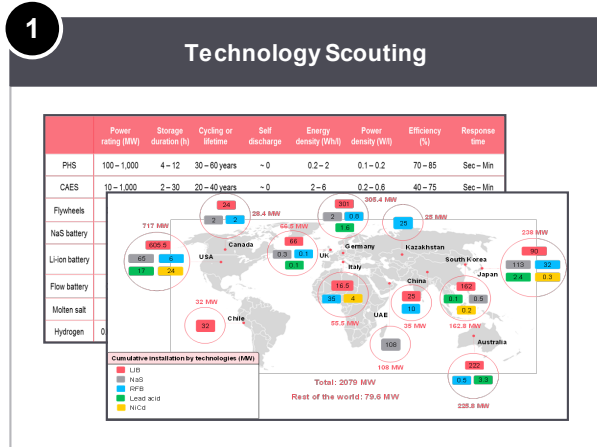 1
Technology Scouting
Power rating (MW) Storage duration (h) Cycling or lifetime Self discharge Energy density (Wh/l) Power density (W/l) Efficiency (%) Response time
PHS 100 – 1,000 4 – 12 30 – 60 years ~ 0 0.2 – 2 0.1 – 0.2 70 – 85 Sec – Min
CAES 10 – 1,000 2 – 30 20 – 40 years ~ 0 2 – 6 0.2 – 0.6 40 – 75 Sec – Min
Flywheels
NaS battery
Li-ion battery
Flow battery
Molten salt
Hydrogen 0.
24
2 2
28.4 MW
Canada
717 MW
605.5
65 6
17 24
USA
66.5 MW
66
0.3 0.1
0.1
UK
301
2 0.8
1.6
305.4 MW
Germany
Italy
25
25 MW
Kazakhstan
238 MW
90
113 32
2.4 0.3
Japan
South Korea
162
0.1 0.5
0.2
162.8 MW
China
25
10
35 MW
16.5
35 4
55.5 MW
UAE
108
108 MW
32 MW
32
Chile
Australia
222
0.5 3.3
225.8 MW
Cumulative installation by technologies (MW)
LIB
NaS
RFB
Lead acid
NiCd
Total: 2079 MW
Rest of the world: 79.6 MW